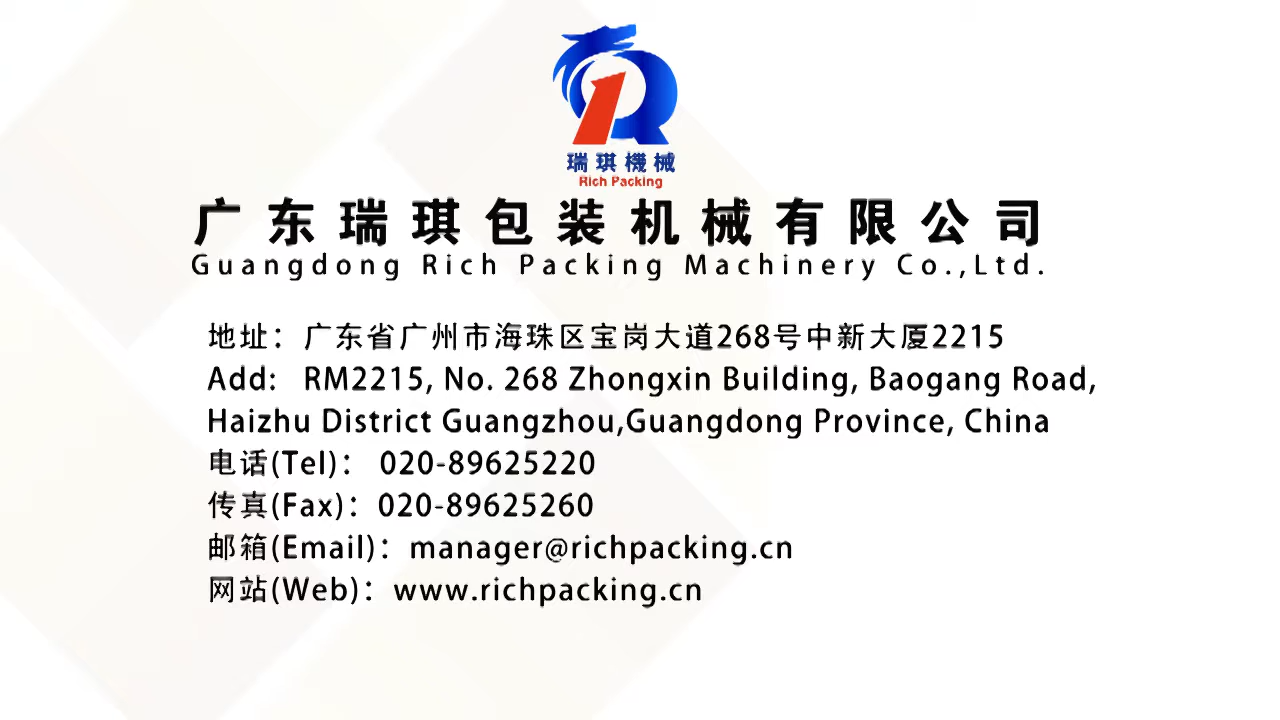 瑞琪機械
Rich Packing
广东瑞琪包装机械有限公司
Guangdong Rich Packing Machinery Co.,Ltd.
地址：广东省广州市海珠区宝岗大道268号中新大厦2215
Add: RM2215, No. 268 Zhongxin Building, Baogang Road,
Haizhu District Guangzhou,Guangdong Province, China
电话(Tel)： 020-89625220
传真(Fax)：020-89625260
邮箱(Email)：manager@richpacking.cn
网站(Web)：www.richpacking.cn